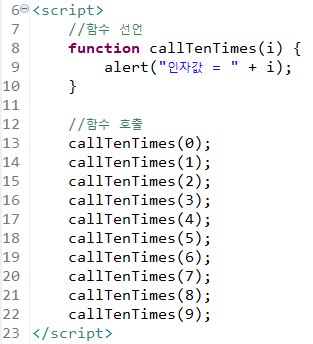 6 <script>
7 //함수 선언
8 function callTenTimes(i) {
9 alert("인자값 = " + i);
10 }
11
12 //함수 호출
13 callTenTimes(0);
14 callTenTimes(1);
15 callTenTimes(2);
16 callTenTimes(3);
17 callTenTimes(4);
18 callTenTimes(5);
19 callTenTimes(6);
20 callTenTimes(7);
21 callTenTimes(8);
22 callTenTimes(9);
23 </script>